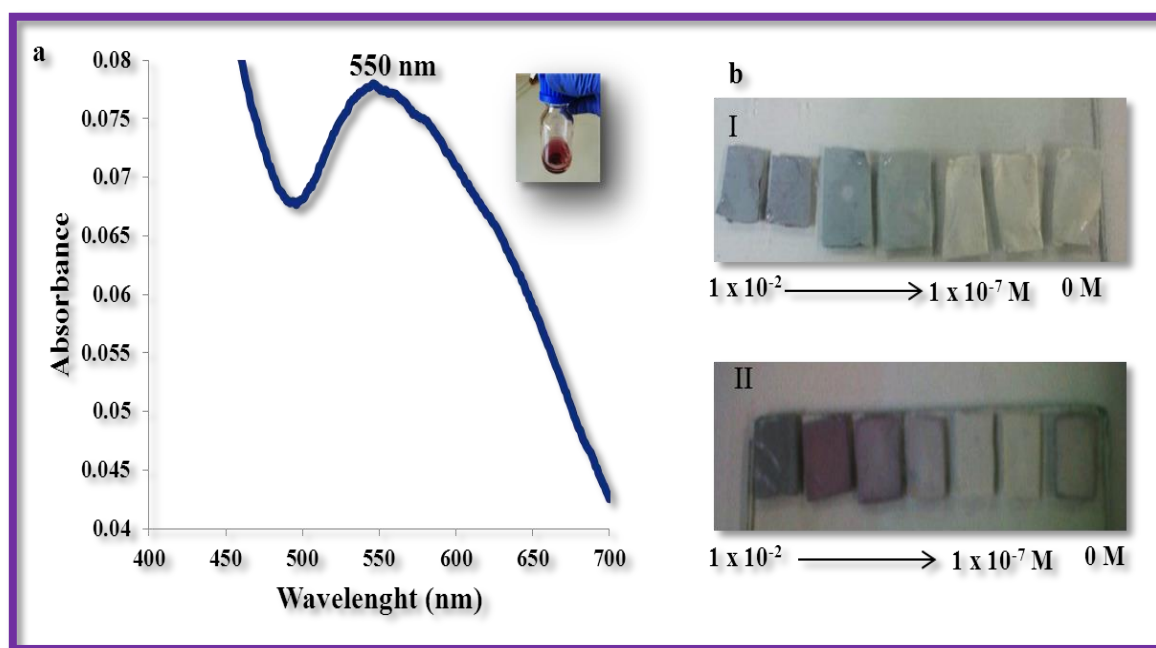 a
550 nm
0.08
0.075
0.07
0.065
0.06
0.055
0.05
0.045
0.04
Absorbance
400 450 500 550 600 650 700
Wavelenght (nm)
b
I
1 x 10⁻² 1 x 10⁻⁷ M 0 M
II
1 x 10⁻² 1 x 10⁻⁷ M 0 M